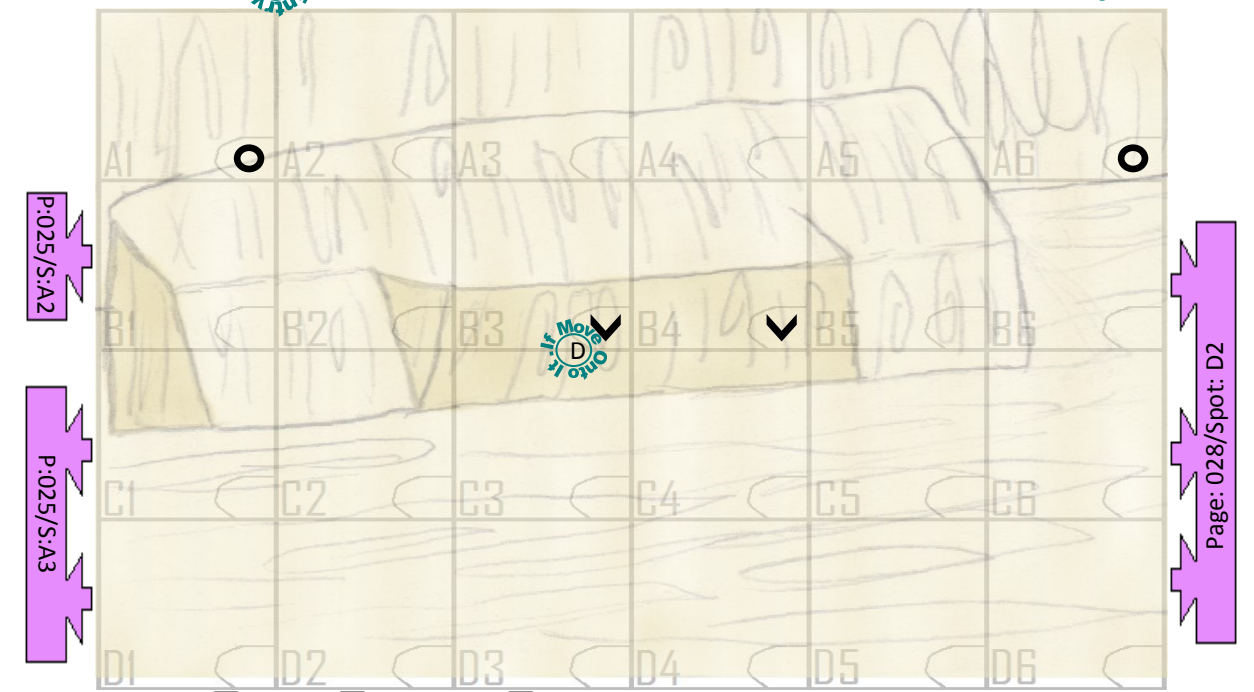 Entry
A1 A2 A3 A4 A5 A6
P:025/S:A2
B1 B2 B3 B4 B5 B6
.If Move Onto It.
D
P:025/S:A3
Page: 028/Spot: D2
C1 C2 C3 C4 C5 C6
D1 D2 D3 D4 D5 D6